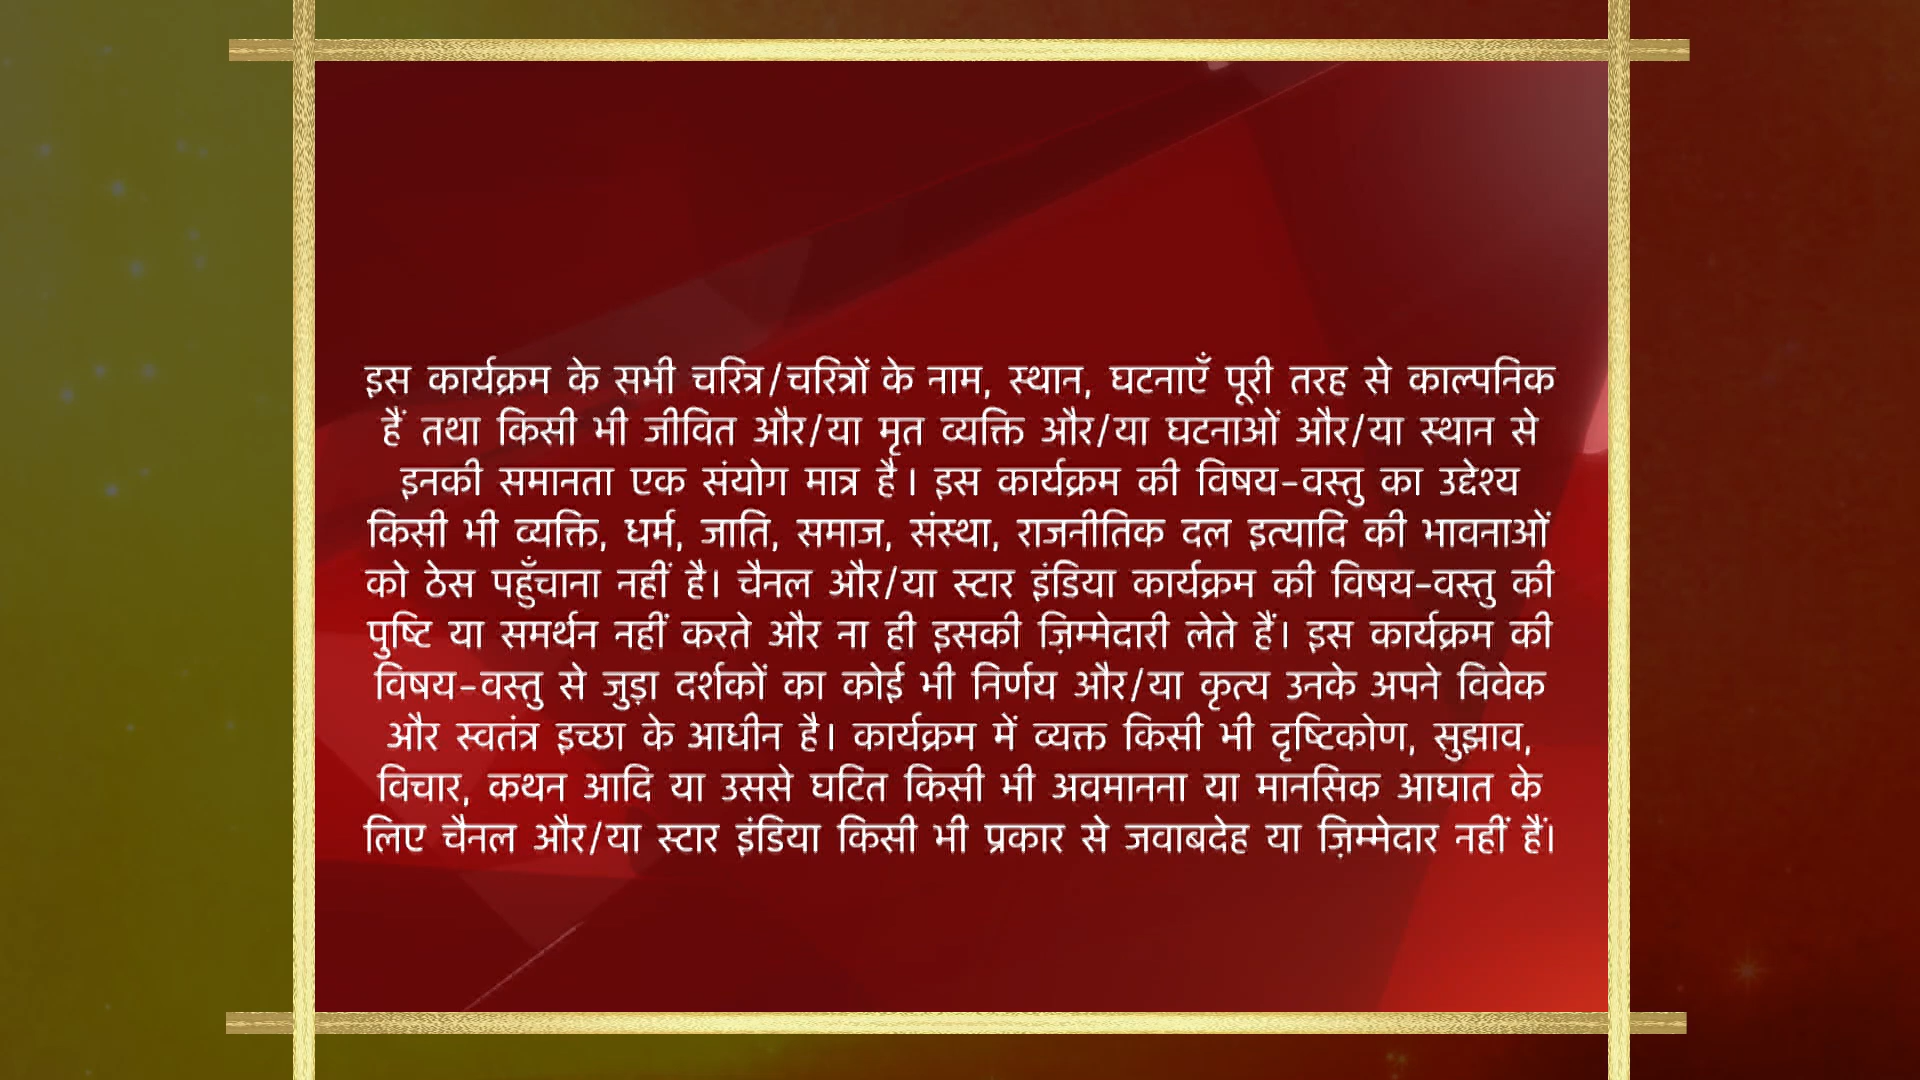 इस कार्यक्रम के सभी चरित्र/चरित्रों के नाम, स्थान, घटनाएँ पूरी तरह से काल्पनिक
हैं तथा किसी भी जीवित और/या मृत व्यक्ति और/या घटनाओं और/या स्थान से
इनकी समानता एक संयोग मात्र है। इस कार्यक्रम की विषय-वस्तु का उद्देश्य
किसी भी व्यक्ति, धर्म, जाति, समाज, संस्था, राजनीतिक दल इत्यादि की भावनाओं
को ठेस पहुँचाना नहीं है। चैनल और/या स्टार इंडिया कार्यक्रम की विषय-वस्तु की
पुष्टि या समर्थन नहीं करते और ना ही इसकी ज़िम्मेदारी लेते हैं। इस कार्यक्रम की
विषय-वस्तु से जुड़ा दर्शकों का कोई भी निर्णय और/या कृत्य उनके अपने विवेक
और स्वतंत्र इच्छा के आधीन है। कार्यक्रम में व्यक्त किसी भी दृष्टिकोण, सुझाव,
विचार, कथन आदि या उससे घटित किसी भी अवमानना या मानसिक आघात के
लिए चैनल और/या स्टार इंडिया किसी भी प्रकार से जवाबदेह या ज़िम्मेदार नहीं हैं।